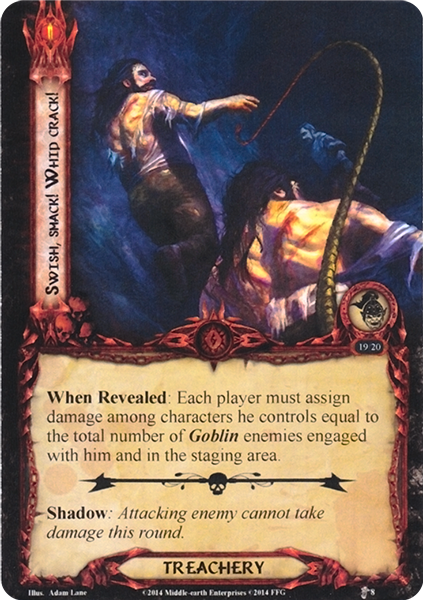 Swish, smack! Whip crack!
19/20
When Revealed: Each player must assign
damage among characters he controls equal to
the total number of Goblin enemies engaged
with him and in the staging area.
Shadow: Attacking enemy cannot take
damage this round.
TREACHERY
Illus. Adam Lane ©2014 Middle-earth Enterprises ©2014 FFG 8